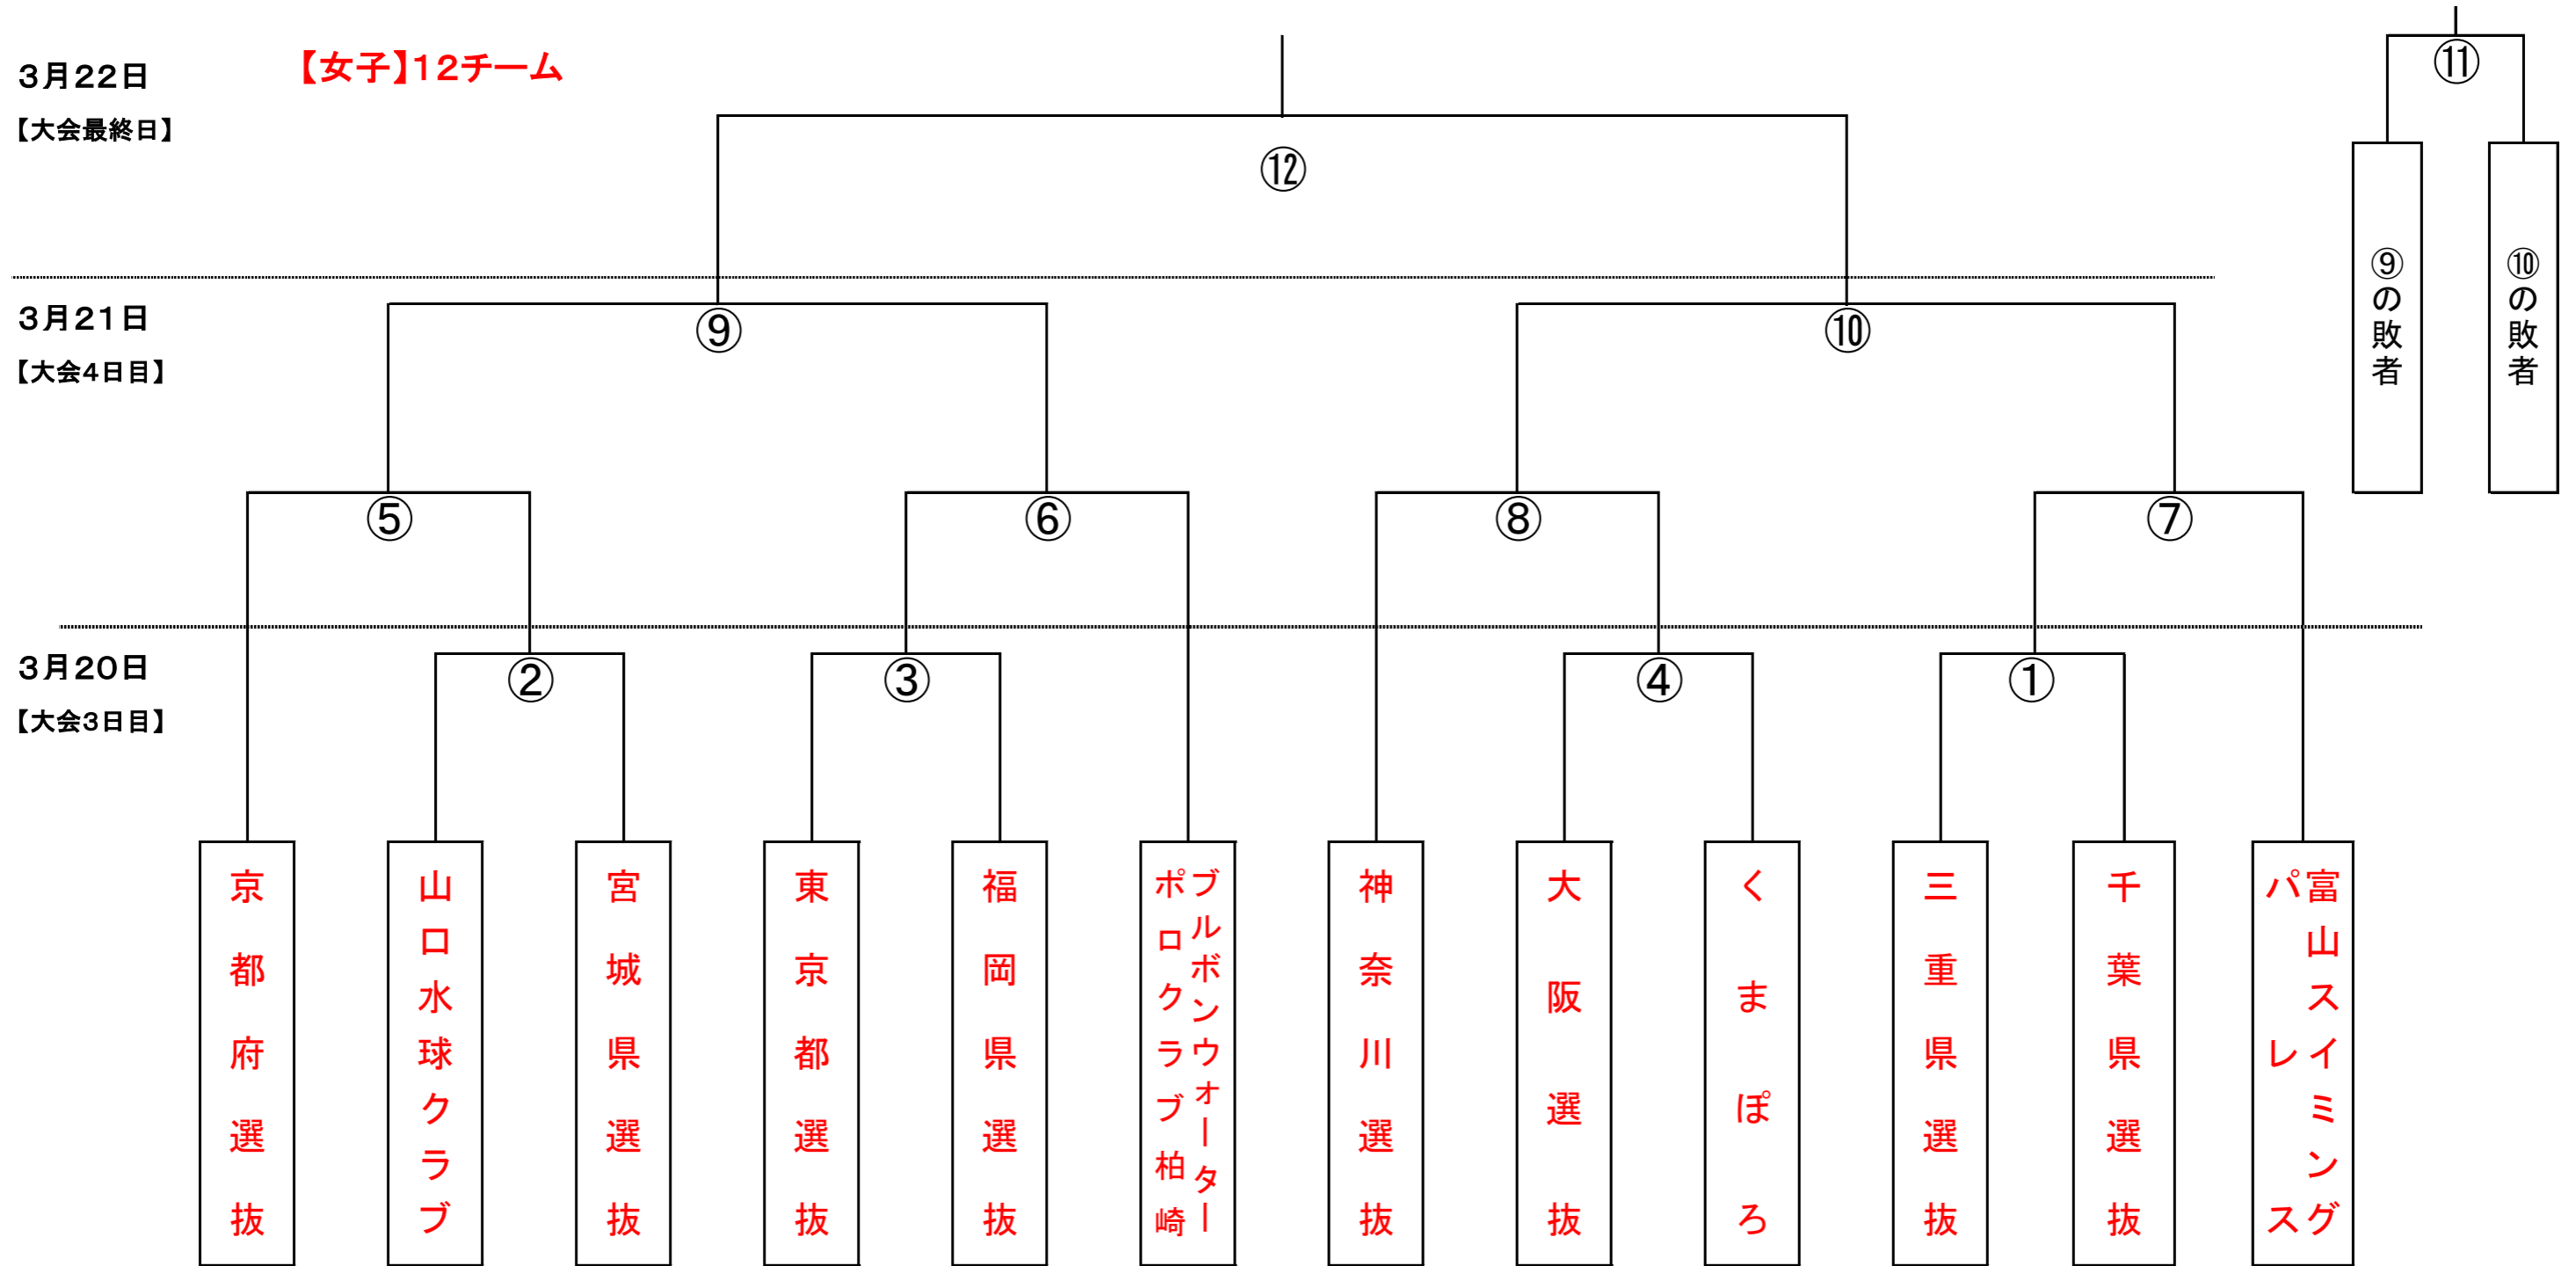 ３月２２日
【大会最終日】
【女子】１２チーム
⑪
⑫
⑨の敗者
⑩の敗者
３月２１日
【大会４日目】
⑨
⑩
⑤
⑥
⑧
⑦
３月２０日
【大会３日目】
②
③
④
①
京都府選抜
山口水球クラブ
宮城県選抜
東京都選抜
福岡県選抜
ブルボンウォーター
ポロクラブ柏崎
神奈川選抜
大阪選抜
くまぽろ
三重県選抜
千葉県選抜
富山スイミング
パレス